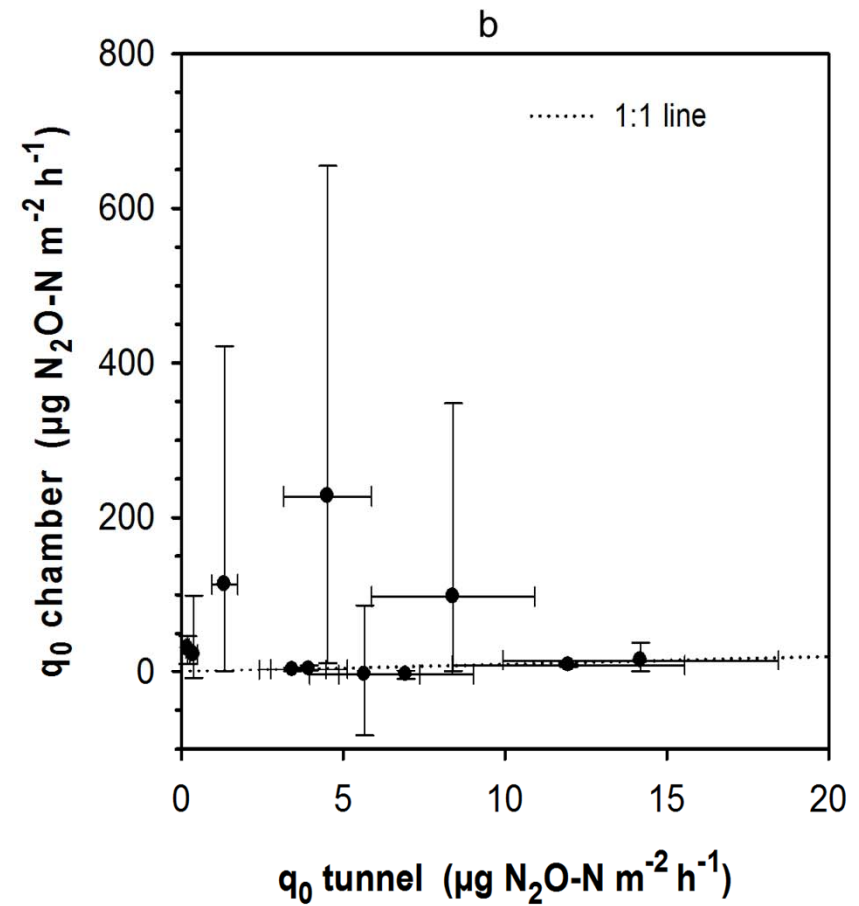 b
800
600
400
200
0
q₀ chamber (µg N₂O-N m⁻² h⁻¹)
1:1 line
0 5 10 15 20
q₀ tunnel (µg N₂O-N m⁻² h⁻¹)